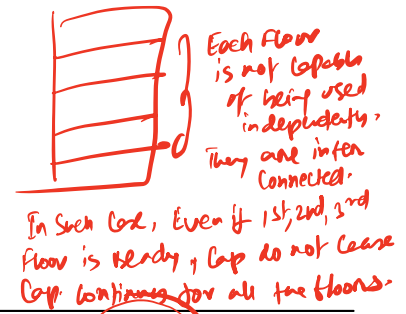 Each Floor
is not Capable
of being used
independently.
They are inter
Connected.
In Such Case, Even if 1st, 2nd, 3rd
Floor is ready, Cap do not Cease
Cap. Continues for all the floors.